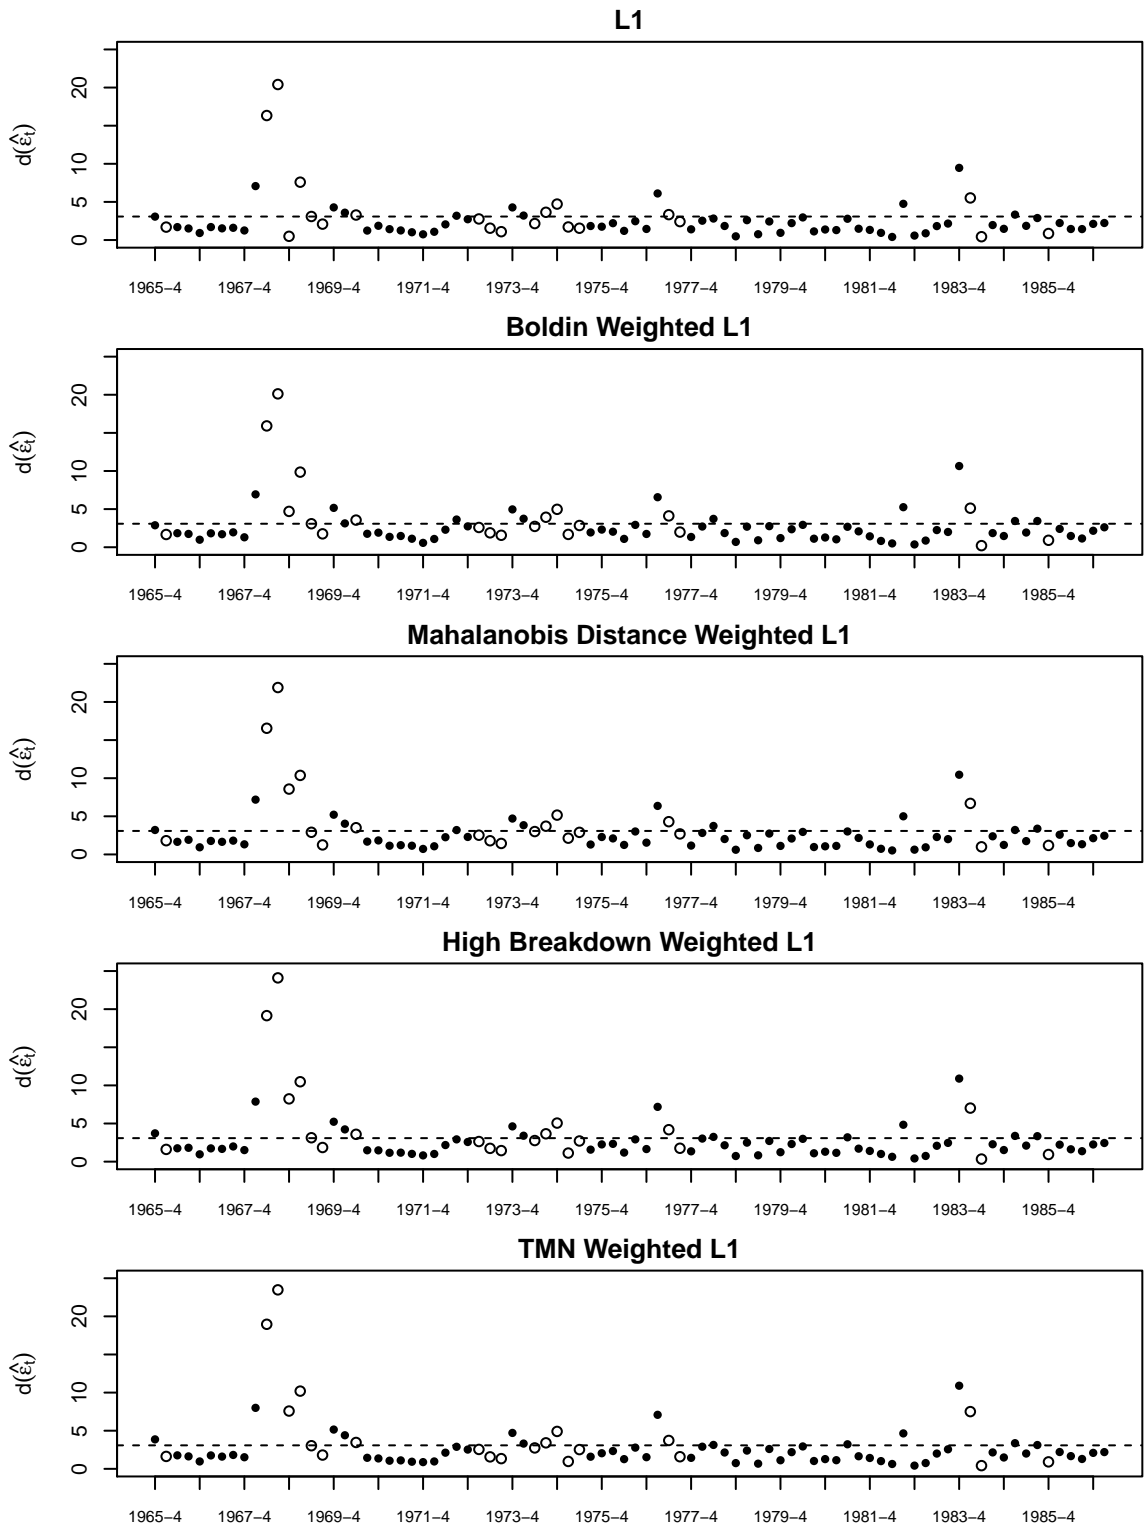 L1
d(ε̂t)
0 5 10 20
1965−4 1967−4 1969−4 1971−4 1973−4 1975−4 1977−4 1979−4 1981−4 1983−4 1985−4
Boldin Weighted L1
d(ε̂t)
0 5 10 20
1965−4 1967−4 1969−4 1971−4 1973−4 1975−4 1977−4 1979−4 1981−4 1983−4 1985−4
Mahalanobis Distance Weighted L1
d(ε̂t)
0 5 10 20
1965−4 1967−4 1969−4 1971−4 1973−4 1975−4 1977−4 1979−4 1981−4 1983−4 1985−4
High Breakdown Weighted L1
d(ε̂t)
0 5 10 20
1965−4 1967−4 1969−4 1971−4 1973−4 1975−4 1977−4 1979−4 1981−4 1983−4 1985−4
TMN Weighted L1
d(ε̂t)
0 5 10 20
1965−4 1967−4 1969−4 1971−4 1973−4 1975−4 1977−4 1979−4 1981−4 1983−4 1985−4